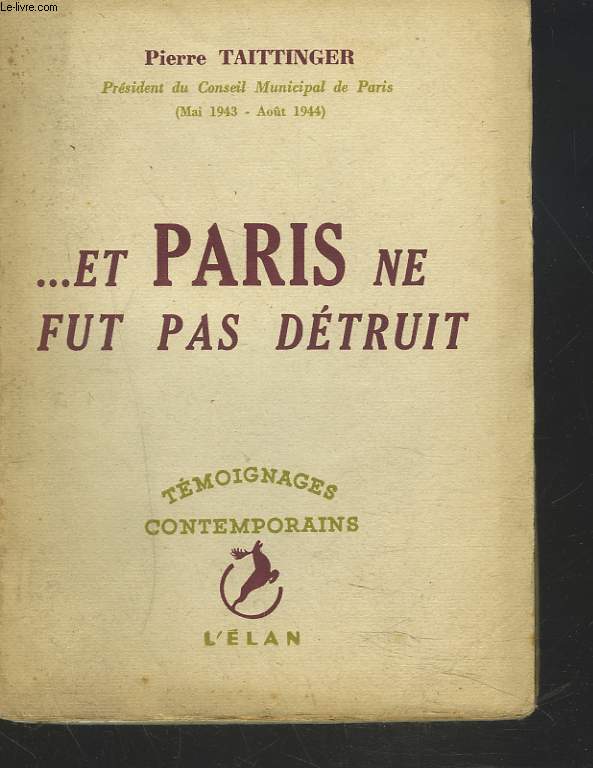 Le-livre.com
Pierre TAITTINGER
Président du Conseil Municipal de Paris
(Mai 1943 - Août 1944)
...ET PARIS NE
FUT PAS DÉTRUIT
TÉMOIGNAGES
CONTEMPORAINS
L'ÉLAN